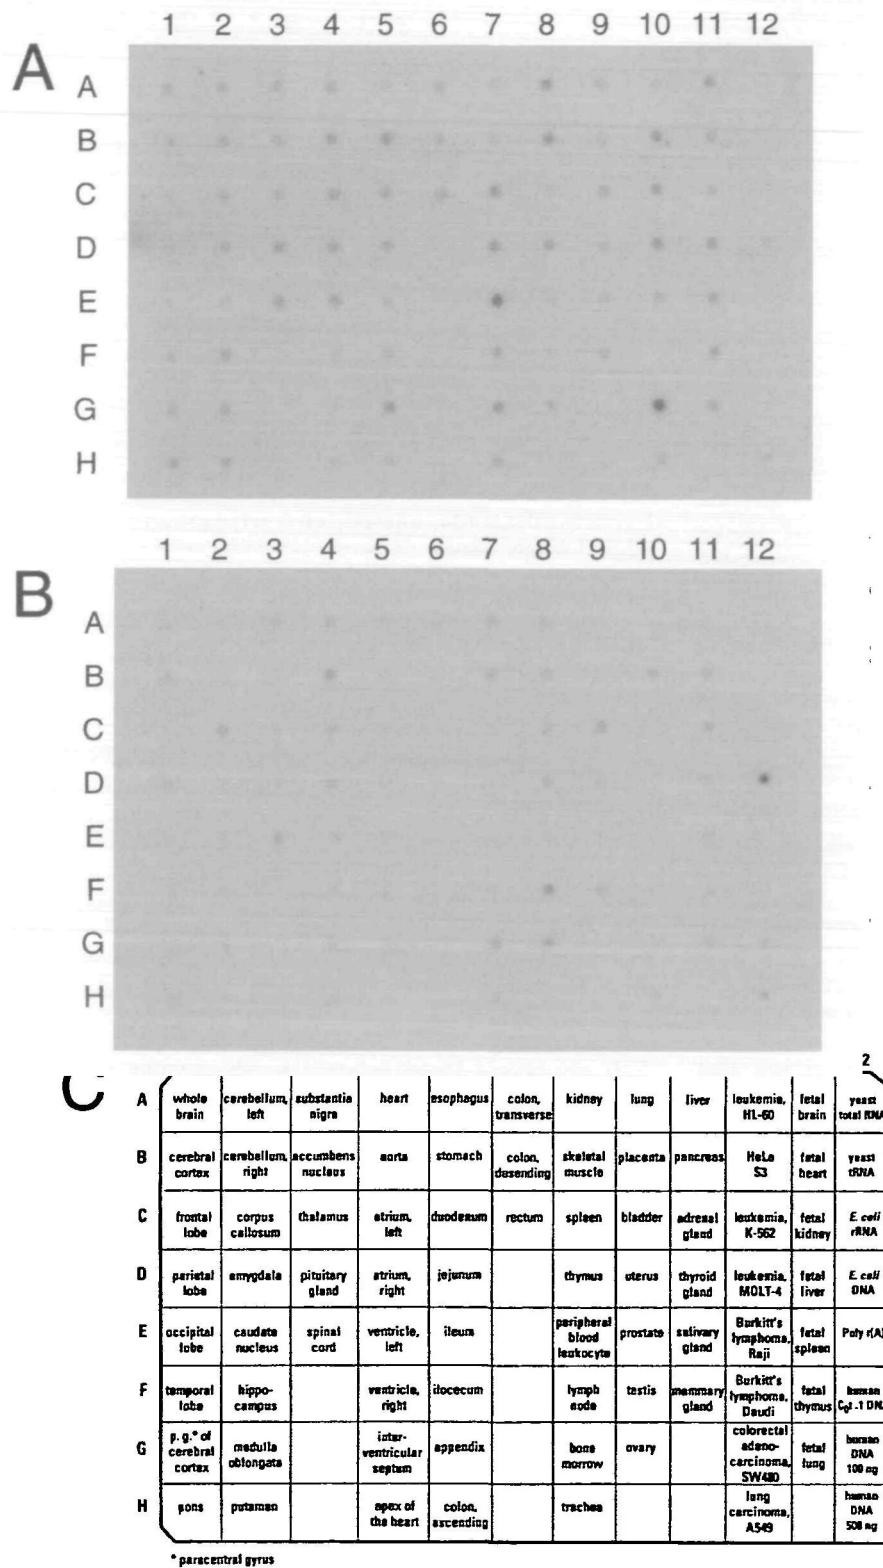 1 2 3 4 5 6 7 8 9 10 11 12
A
A
B
C
D
E
F
G
H
1 2 3 4 5 6 7 8 9 10 11 12
B
A
B
C
D
E
F
G
H
2
C
A whole brain cerebellum, left substantia nigra heart esophagus colon, transverse kidney lung liver leukemia, HL-60 fetal brain yeast total RNA
B cerebral cortex cerebellum, right accumbens nucleus aorta stomach colon, desending skeletal muscle placenta pancreas HeLa S3 fetal heart yeast tRNA
C frontal lobe corpus callosum thalamus atrium, left duodenum rectum spleen bladder adrenal gland leukemia, K-562 fetal kidney E. coli rRNA
D parietal lobe amygdala pituitary gland atrium, right jejunum thymus uterus thyroid gland leukemia, MOLT-4 fetal liver E. coli DNA
E occipital lobe caudate nucleus spinal cord ventricle, left ileum peripheral blood leukocyte prostate salivary gland Burkitt's lymphoma, Raji fetal spleen Poly r(A)
F temporal lobe hippo-campus ventricle, right ilocecum lymph node testis mammary gland Burkitt's lymphoma, Daudi fetal thymus human C₀t-1 DNA
G p. g.* of cerebral cortex medulla oblongata inter-ventricular septum appendix bone morrow ovary colorectal adeno-carcinoma, SW480 fetal lung human DNA 100 ng
H pons putamen apex of the heart colon, ascending trachea lung carcinoma, A549 human DNA 500 ng
* paracentral gyrus